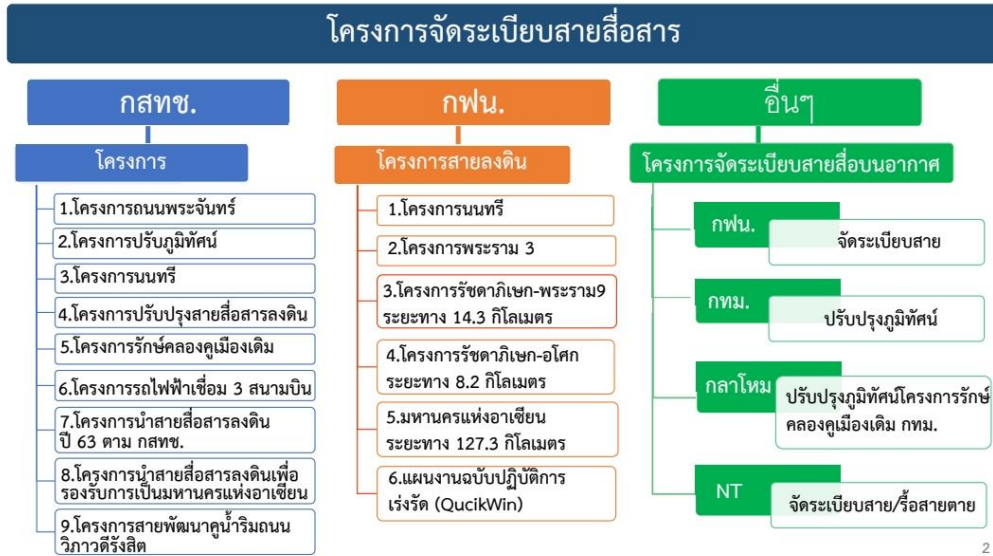 โครงการจัดระเบียบสายสื่อสาร
กสทช.
โครงการ
1.โครงการถนนพระจันทร์
2.โครงการปรับภูมิทัศน์
3.โครงการนนทรี
4.โครงการปรับปรุงสายสื่อสารลงดิน
5.โครงการรักษ์คลองคูเมืองเดิม
6.โครงการรถไฟฟ้าเชื่อม 3 สนามบิน
7.โครงการนำสายสื่อสารลงดิน
ปี 63 ตาม กสทช.
8.โครงการนำสายสื่อสารลงดินเพื่อ
รองรับการเป็นมหานครแห่งอาเซียน
9.โครงการสายพัฒนาคูน้ำริมถนน
วิภาวดีรังสิต
กฟน.
โครงการสายลงดิน
1.โครงการนนทรี
2.โครงการพระราม 3
3.โครงการรัชดาภิเษก-พระราม9
ระยะทาง 14.3 กิโลเมตร
4.โครงการรัชดาภิเษก-อโศก
ระยะทาง 8.2 กิโลเมตร
5.มหานครแห่งอาเซียน
ระยะทาง 127.3 กิโลเมตร
6.แผนงานฉบับปฏิบัติการ
เร่งรัด (QucikWin)
อื่นๆ
โครงการจัดระเบียบสายสื่อบนอากาศ
กฟน.
จัดระเบียบสาย
กทม.
ปรับปรุงภูมิทัศน์
กลาโหม
ปรับปรุงภูมิทัศน์โครงการรักษ์
คลองคูเมืองเดิม กทม.
NT
จัดระเบียบสาย/รื้อสายตาย
2